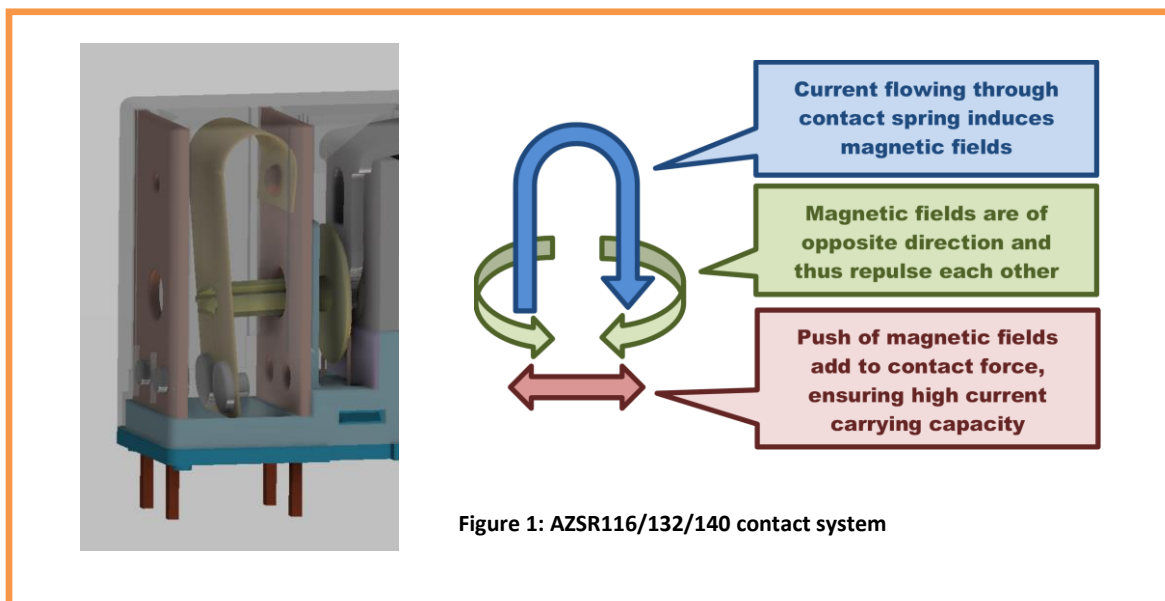 Current flowing through
contact spring induces
magnetic fields
Magnetic fields are of
opposite direction and
thus repulse each other
Push of magnetic fields
add to contact force,
ensuring high current
carrying capacity
Figure 1: AZSR116/132/140 contact system